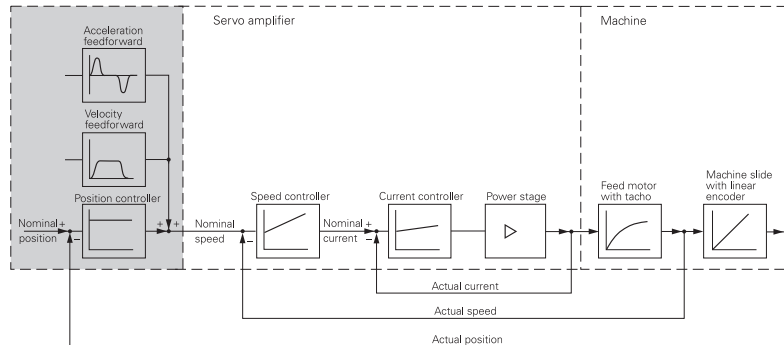 Servo amplifier
Machine
Acceleration
feedforward
Velocity
feedforward
Position controller
Nominal +
position
−
+ +
Nominal
speed
−
Speed controller
Nominal +
current
−
Current controller
Power stage
Feed motor
with tacho
Machine slide
with linear
encoder
Actual current
Actual speed
Actual position